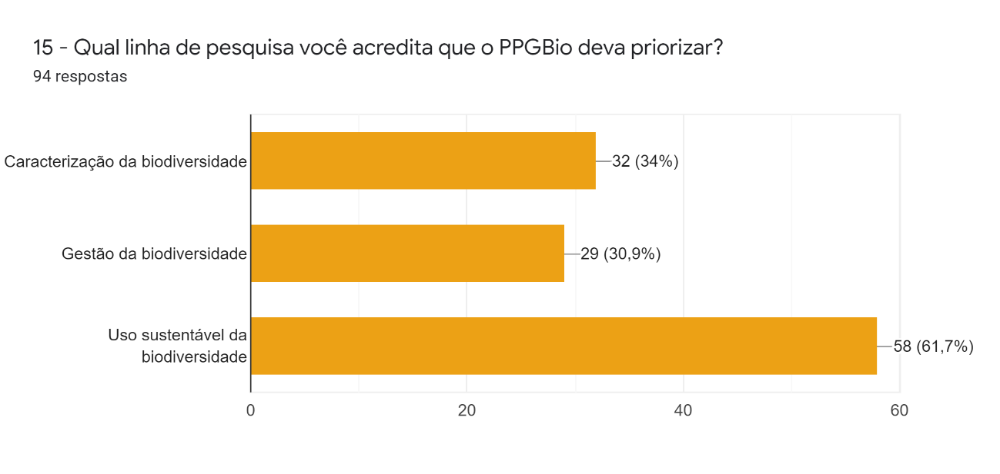 15 - Qual linha de pesquisa você acredita que o PPGBio deva priorizar?
94 respostas
Caracterização da biodiversidade
32 (34%)
Gestão da biodiversidade
29 (30,9%)
Uso sustentável da
biodiversidade
58 (61,7%)
0
20
40
60